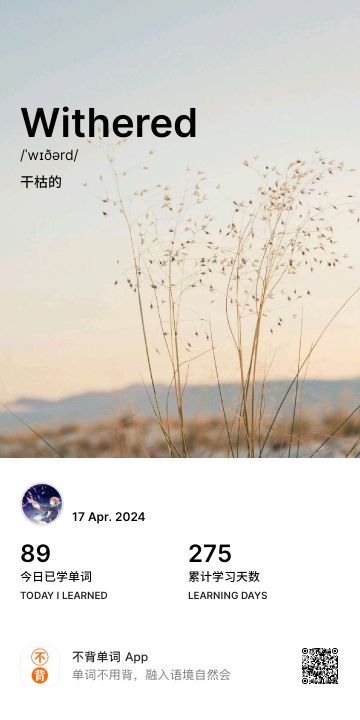 Withered
/ˈwɪðərd/
干枯的
17 Apr. 2024
89
275
今日已学单词
累计学习天数
TODAY I LEARNED
LEARNING DAYS
不
背
不背单词 App
单词不用背，融入语境自然会